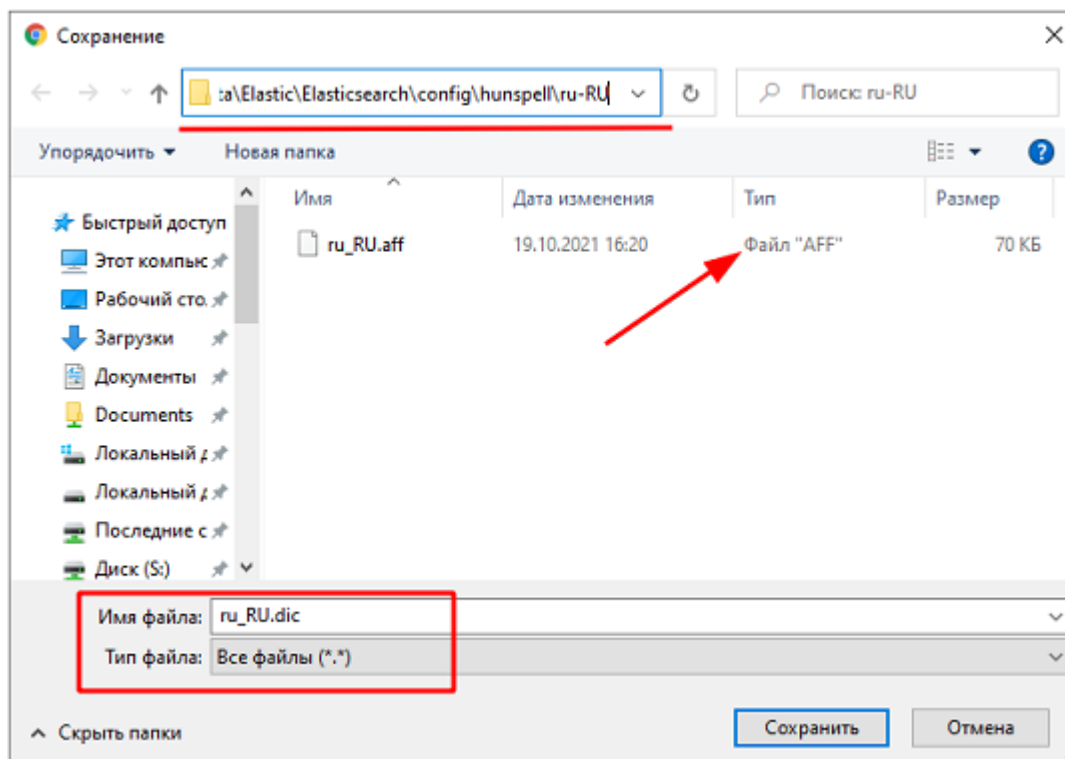 Сохранение
:a\Elastic\Elasticsearch\config\hunspell\ru-RU
Поиск: ru-RU
Упорядочить
Новая папка
Имя
Дата изменения
Тип
Размер
ru_RU.aff
19.10.2021 16:20
Файл "AFF"
70 КБ
Быстрый доступ
Этот компьк
Рабочий сто.
Загрузки
Документы
Documents
Локальный д
Локальный д
Последние с
Диск (S:)
Имя файла: ru_RU.dic
Тип файла: Все файлы (*.*)
Скрыть папки
Сохранить
Отмена